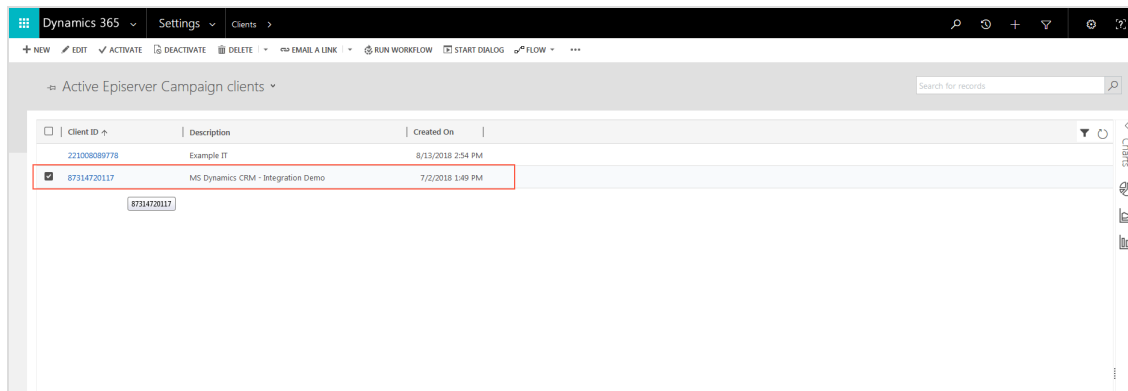 Dynamics 365 Settings Clients >
NEW EDIT ACTIVATE DEACTIVATE DELETE EMAIL A LINK RUN WORKFLOW START DIALOG FLOW ...
Active Episerver Campaign clients
Search for records
Client ID ↑ Description Created On
221008089778 Example IT 8/13/2018 2:54 PM
87314720117 MS Dynamics CRM - Integration Demo 7/2/2018 1:49 PM
87314720117
Charts